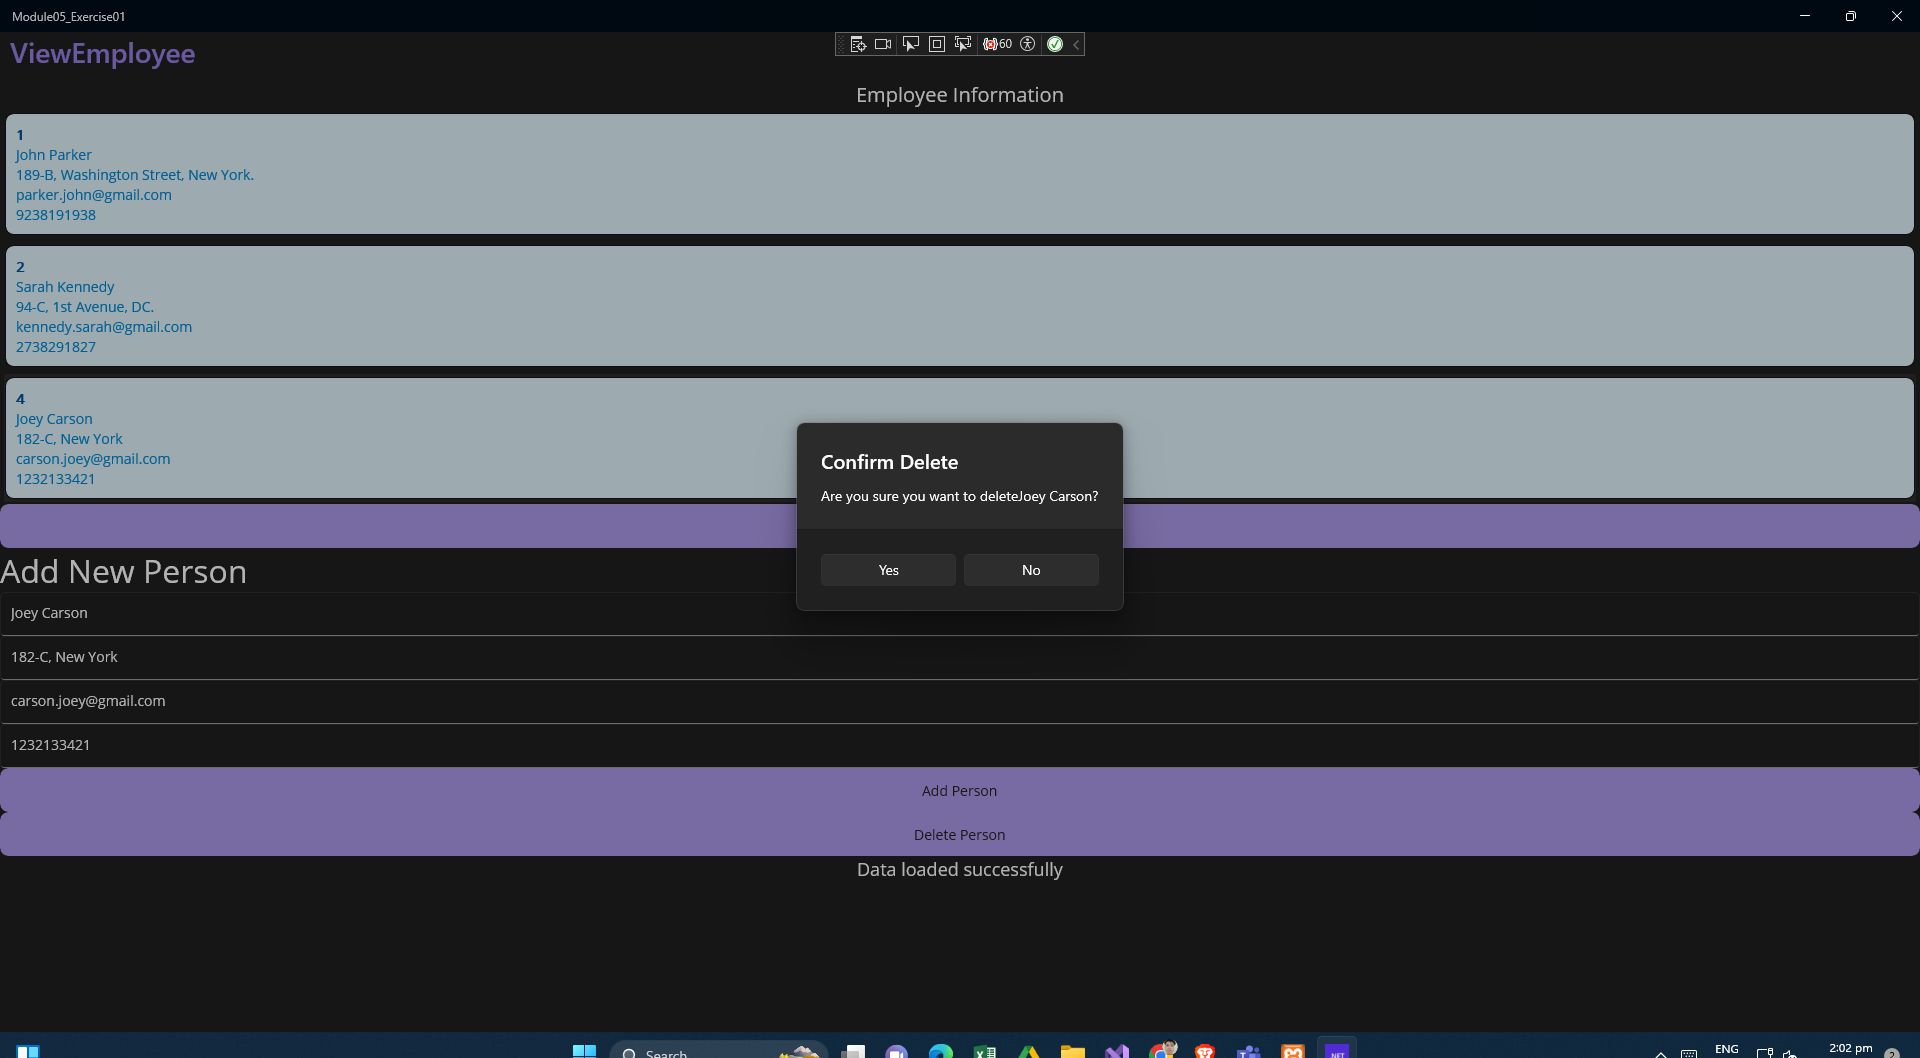 Module05_Exercise01
ViewEmployee
60
Employee Information
1
John Parker
189-B, Washington Street, New York.
parker.john@gmail.com
9238191938
2
Sarah Kennedy
94-C, 1st Avenue, DC.
kennedy.sarah@gmail.com
2738291827
4
Joey Carson
182-C, New York
carson.joey@gmail.com
1232133421
Confirm Delete
Are you sure you want to deleteJoey Carson?
Yes No
Add New Person
Joey Carson
182-C, New York
carson.joey@gmail.com
1232133421
Add Person
Delete Person
Data loaded successfully
Search
.NET
ENG
2:02 pm
2